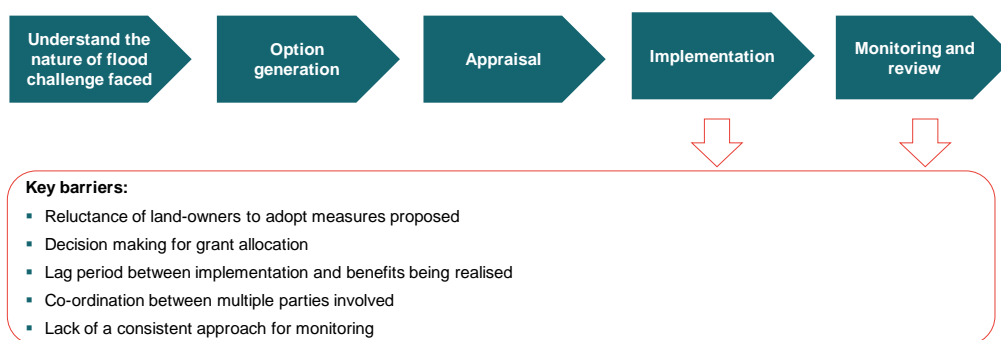 Understand the
nature of flood
challenge faced
Option
generation
Appraisal
Implementation
Monitoring and
review
Key barriers:
▪ Reluctance of land-owners to adopt measures proposed
▪ Decision making for grant allocation
▪ Lag period between implementation and benefits being realised
▪ Co-ordination between multiple parties involved
▪ Lack of a consistent approach for monitoring